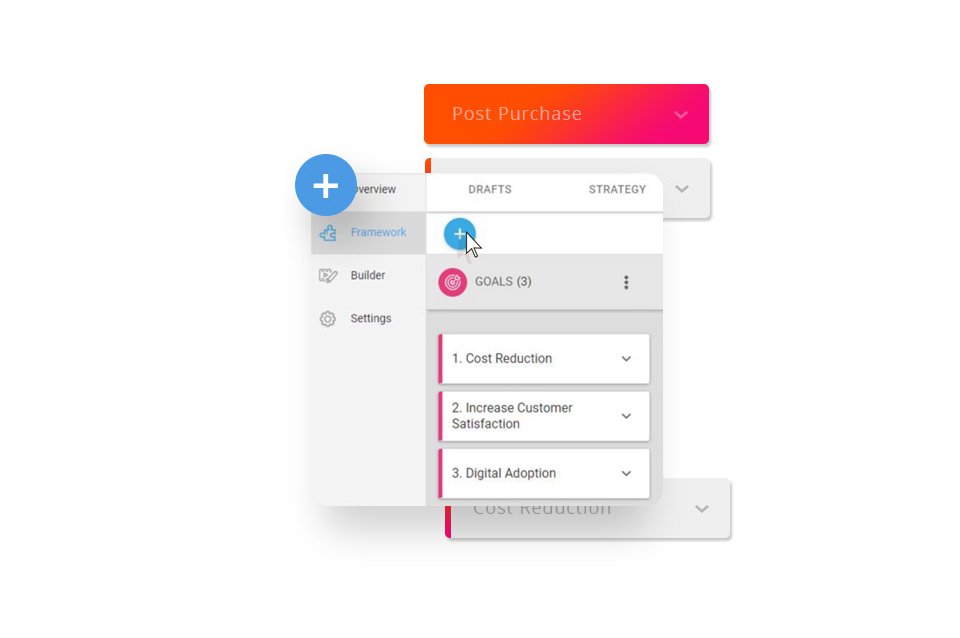 Post Purchase
Overview
DRAFTS
STRATEGY
Framework
Builder
GOALS (3)
Settings
1. Cost Reduction
2. Increase Customer
Satisfaction
3. Digital Adoption
Cost Reduction